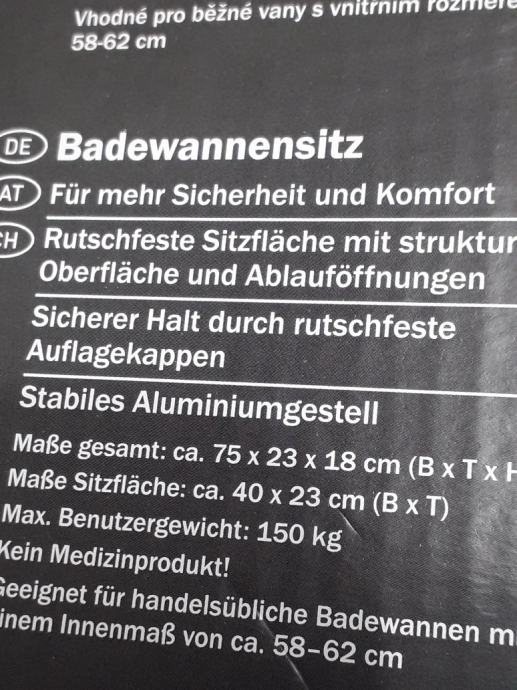 Vhodné pro běžné vany s vnitřním
58-62 cm
DE Badewannensitz
AT Für mehr Sicherheit und Komfort
CH Rutschfeste Sitzfläche mit struktur
Oberfläche und Ablauföffnungen
Sicherer Halt durch rutschfeste
Auflagekappen
Stabiles Aluminiumgestell
Maße gesamt: ca. 75 x 23 x 18 cm (B x T x H
Maße Sitzfläche: ca. 40 x 23 cm (B x T)
Max. Benutzergewicht: 150 kg
Kein Medizinprodukt!
Geeignet für handelsübliche Badewannen m
inem Innenmaß von ca. 58–62 cm